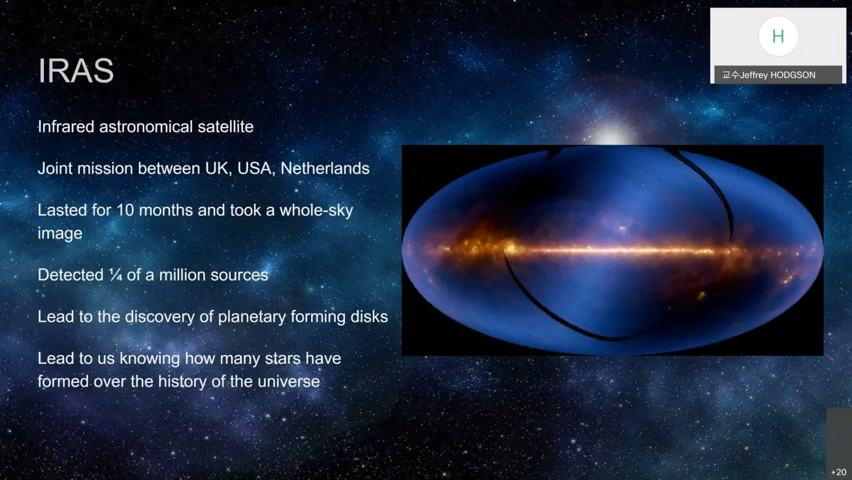 IRAS
Infrared astronomical satellite
Joint mission between UK, USA, Netherlands
Lasted for 10 months and took a whole-sky
image
Detected ¼ of a million sources
Lead to the discovery of planetary forming disks
Lead to us knowing how many stars have
formed over the history of the universe
H
교수Jeffrey HODGSON
+20